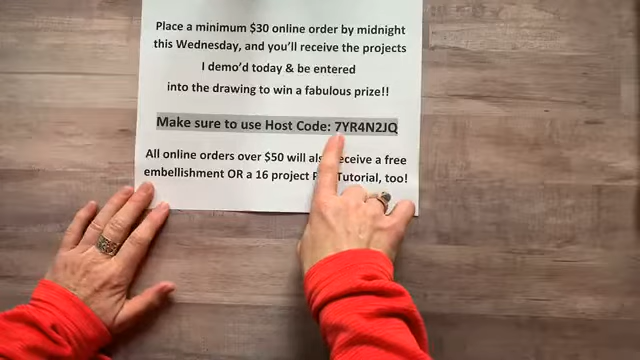 Place a minimum $30 online order by midnight
this Wednesday, and you'll receive the projects
I demo'd today & be entered
into the drawing to win a fabulous prize!!
Make sure to use Host Code: 7YR4N2JQ
All online orders over $50 will also receive a free
embellishment OR a 16 project Tutorial, too!